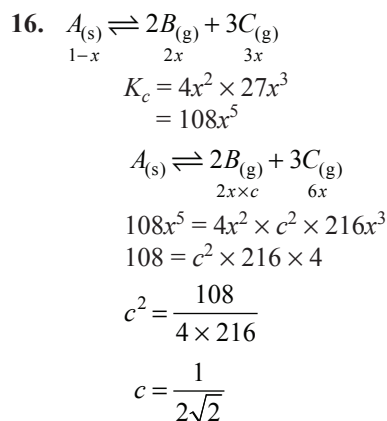 16. A(s) ⇌ 2B(g) + 3C(g)
1−x 2x 3x
K_c = 4x² × 27x³
= 108x⁵
A(s) ⇌ 2B(g) + 3C(g)
2x×c 6x
108x⁵ = 4x² × c² × 216x³
108 = c² × 216 × 4
c² = 108 / (4 × 216)
c = 1 / (2√2)